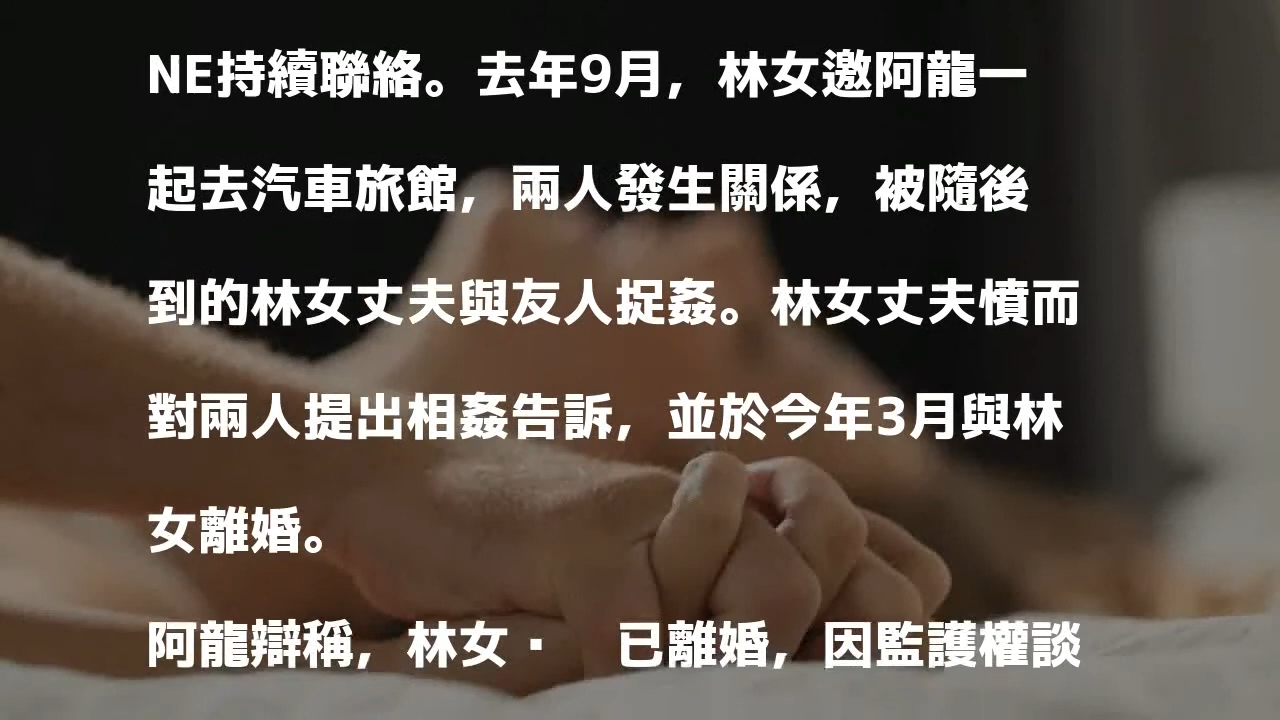 NE持續聯絡。去年9月，林女邀阿龍一
起去汽車旅館，兩人發生關係，被隨後
到的林女丈夫與友人捉姦。林女丈夫憤而
對兩人提出相姦告訴，並於今年3月與林
女離婚。
阿龍辯稱，林女▪　已離婚，因監護權談